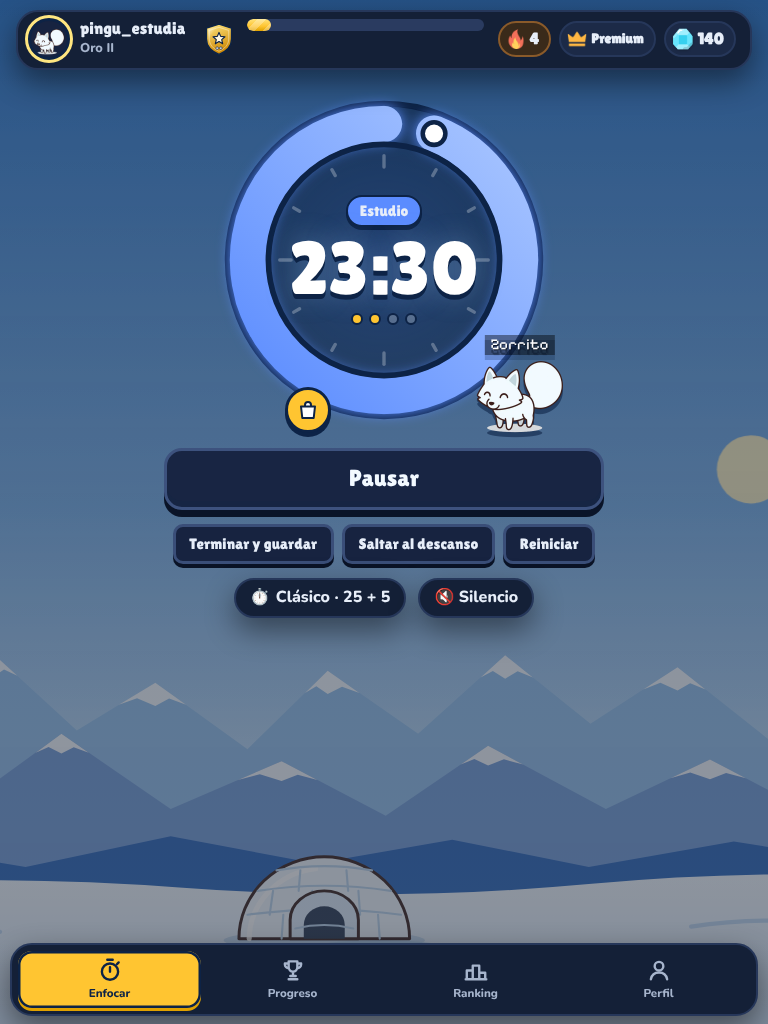 pingu_estudia
Oro II
4
Premium
140
Estudio
23:30
Zorrito
Pausar
Terminar y guardar
Saltar al descanso
Reiniciar
Clásico · 25 + 5
Silencio
Enfocar
Progreso
Ranking
Perfil